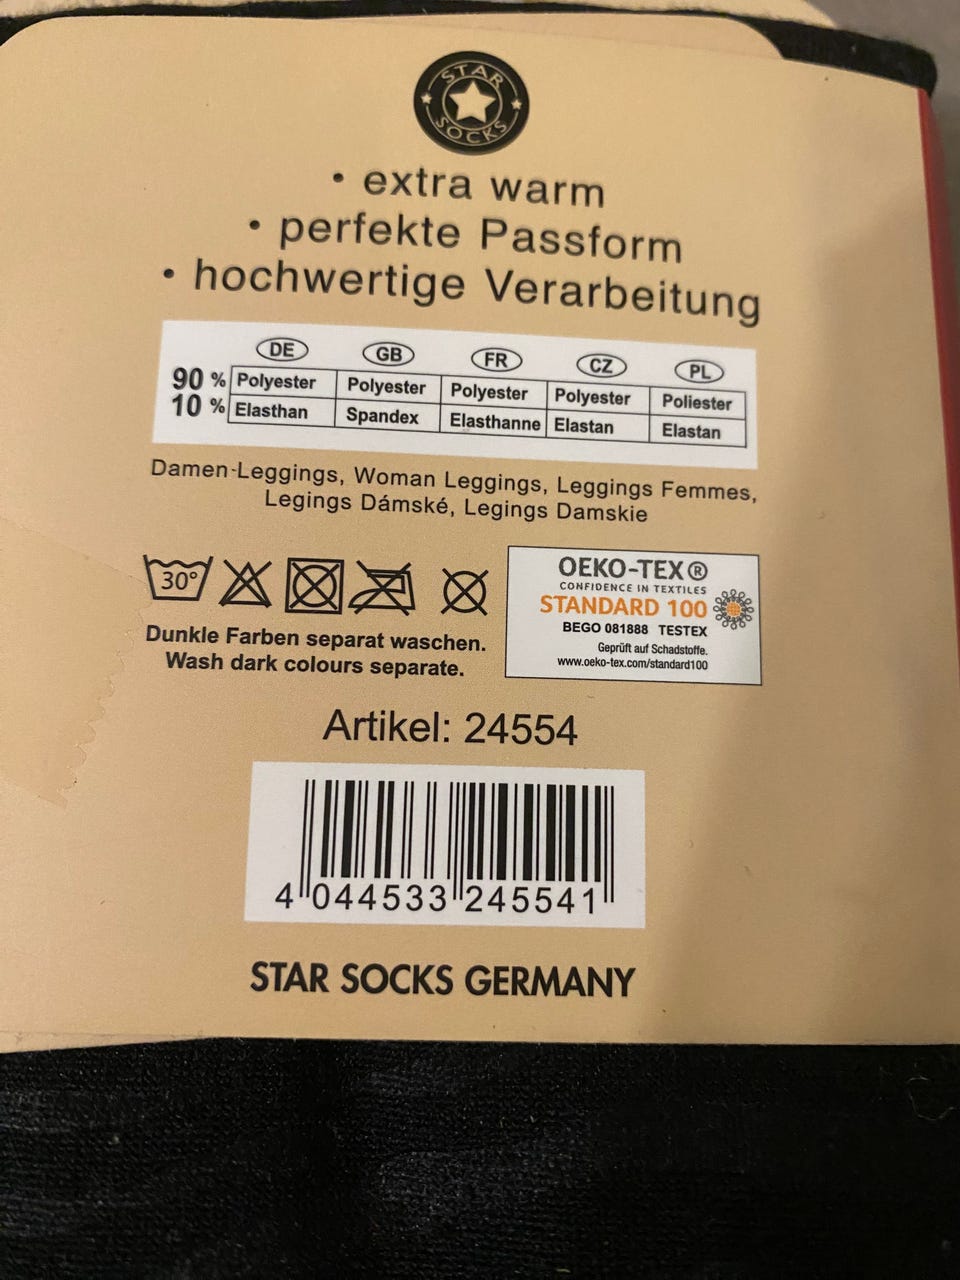 STAR
SOCKS
• extra warm
• perfekte Passform
• hochwertige Verarbeitung
DE GB FR CZ PL
90 % Polyester Polyester Polyester Polyester Poliester
10 % Elasthan Spandex Elasthanne Elastan Elastan
Damen-Leggings, Woman Leggings, Leggings Femmes,
Legings Dámské, Legings Damskie
30°
Dunkle Farben separat waschen.
Wash dark colours separate.
OEKO-TEX®
CONFIDENCE IN TEXTILES
STANDARD 100
BEGO 081888 TESTEX
Geprüft auf Schadstoffe.
www.oeko-tex.com/standard100
Artikel: 24554
4 044533 245541
STAR SOCKS GERMANY